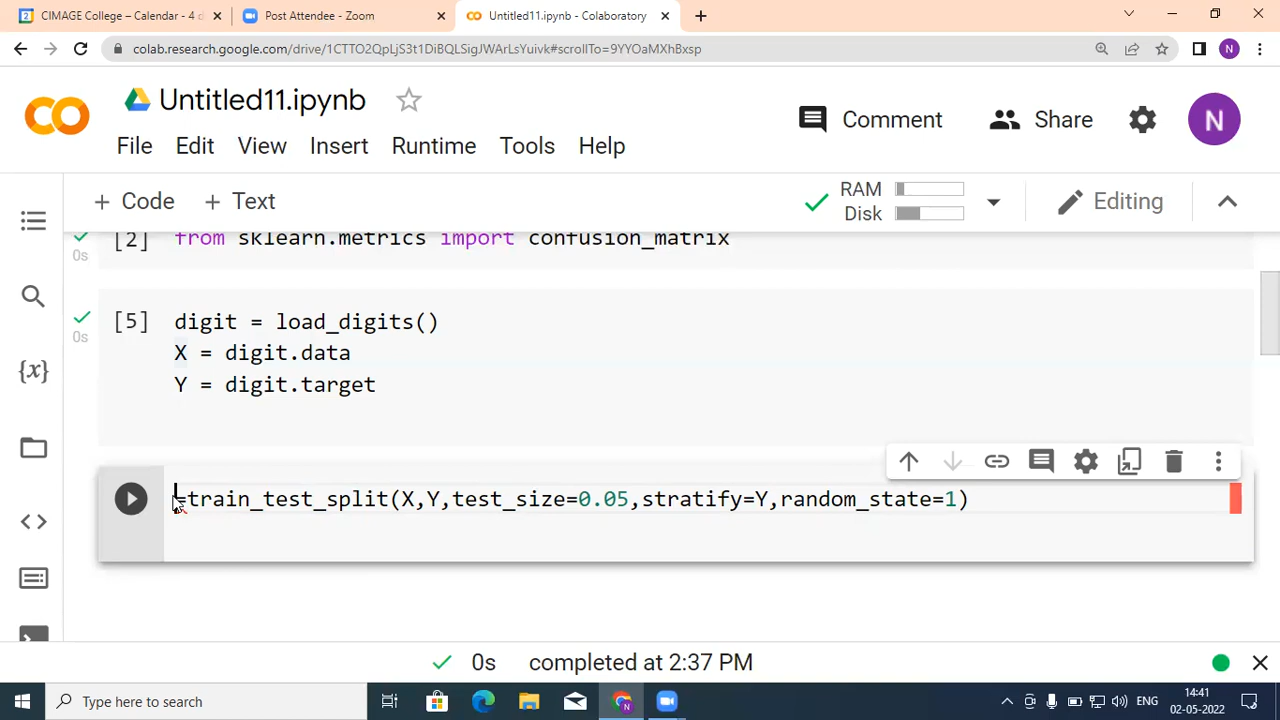 CIMAGE College – Calendar - 4 d
Post Attendee - Zoom
Untitled11.ipynb - Colaboratory
colab.research.google.com/drive/1CTTO2QpLjS3t1DiBQLSigJWArLsYuivk#scrollTo=9YYOaMXhBxsp
N
Untitled11.ipynb
Comment
Share
N
File Edit View Insert Runtime Tools Help
+ Code + Text
RAM
Disk
Editing
[2] from sklearn.metrics import confusion_matrix
0s
[5] digit = load_digits()
0s
X = digit.data
Y = digit.target
{x}
=train_test_split(X,Y,test_size=0.05,stratify=Y,random_state=1)
0s completed at 2:37 PM
Type here to search
ENG
14:41
02-05-2022